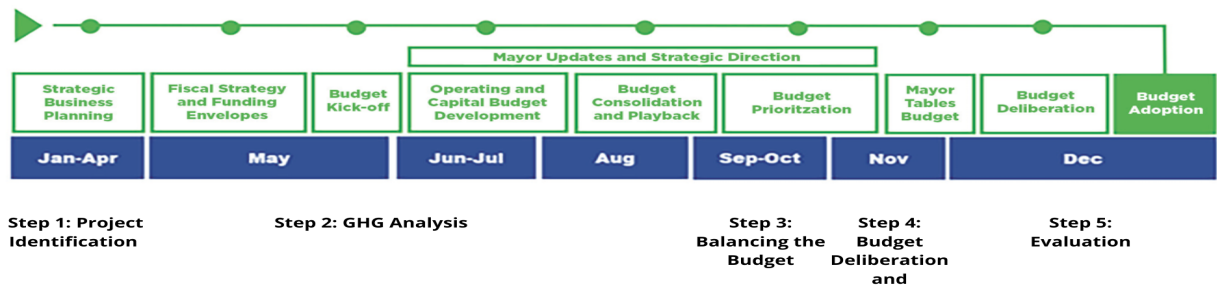 Mayor Updates and Strategic Direction
Strategic
Business
Planning
Fiscal Strategy
and Funding
Envelopes
Budget
Kick-off
Operating and
Capital Budget
Development
Budget
Consolidation
and Playback
Budget
Prioritzation
Mayor
Tables
Budget
Budget
Deliberation
Budget
Adoption
Jan-Apr
May
Jun-Jul
Aug
Sep-Oct
Nov
Dec
Step 1: Project
Identification
Step 2: GHG Analysis
Step 3:
Balancing the
Budget
Step 4:
Budget
Deliberation
and
Step 5:
Evaluation